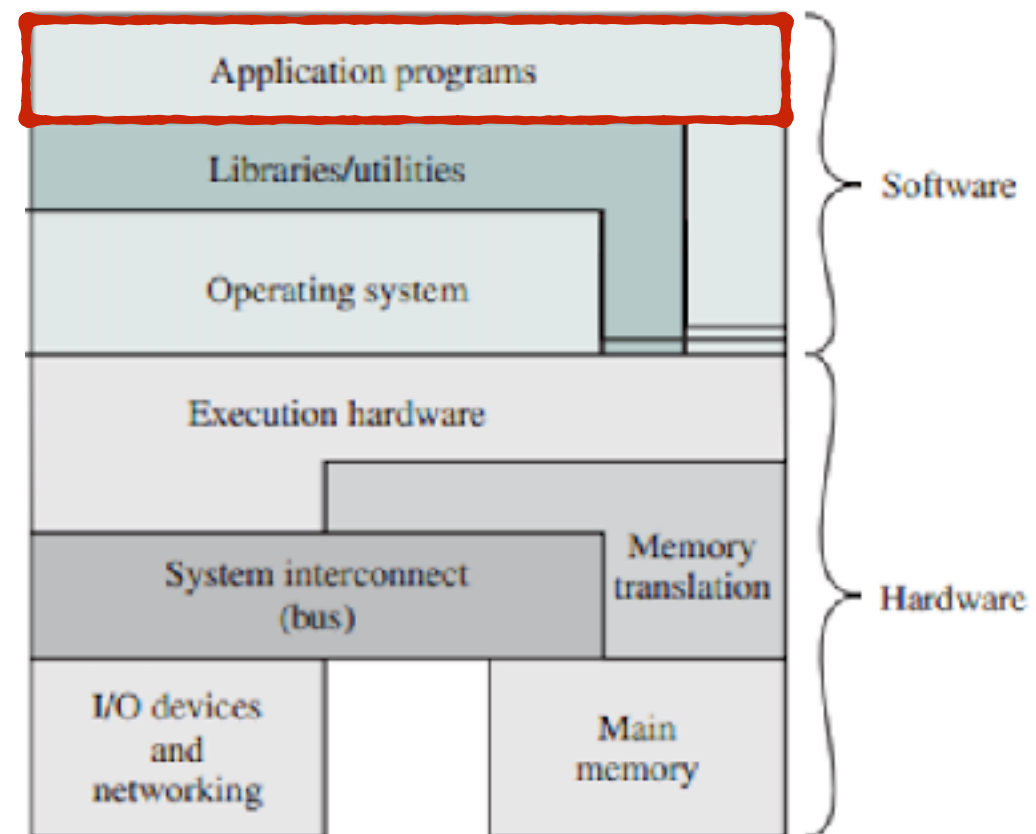 Application programs
Libraries/utilities
Software
Operating system
Execution hardware
Memory
translation
System interconnect
(bus)
Hardware
I/O devices
and
networking
Main
memory